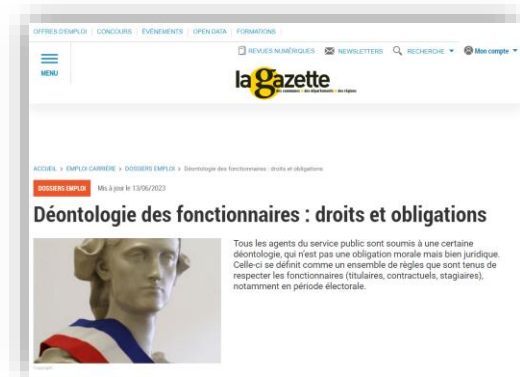 OFFRES D'EMPLOI | CONCOURS | ÉVÉNEMENTS | OPEN DATA | FORMATIONS
MENU
REVUES NUMÉRIQUES NEWSLETTERS RECHERCHE Mon compte
la gazette
des communes • des départements • des régions
ACCUEIL > EMPLOI CARRIÈRE > DOSSIERS EMPLOI > Déontologie des fonctionnaires : droits et obligations
DOSSIERS EMPLOI Mis à jour le 13/06/2023
Déontologie des fonctionnaires : droits et obligations
Tous les agents du service public sont soumis à une certaine
déontologie, qui n'est pas une obligation morale mais bien juridique.
Celle-ci se définit comme un ensemble de règles que sont tenus de
respecter les fonctionnaires (titulaires, contractuels, stagiaires),
notamment en période électorale.